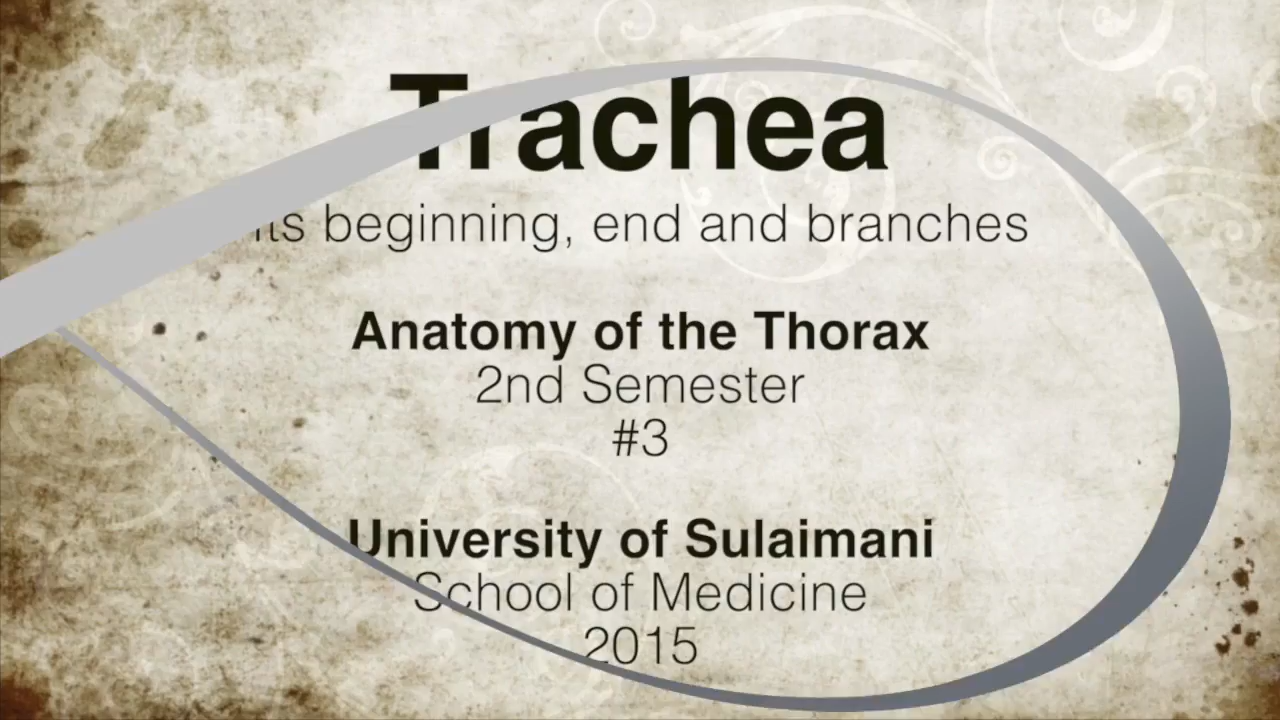 Trachea
its beginning, end and branches
Anatomy of the Thorax
2nd Semester
#3
University of Sulaimani
School of Medicine
2015